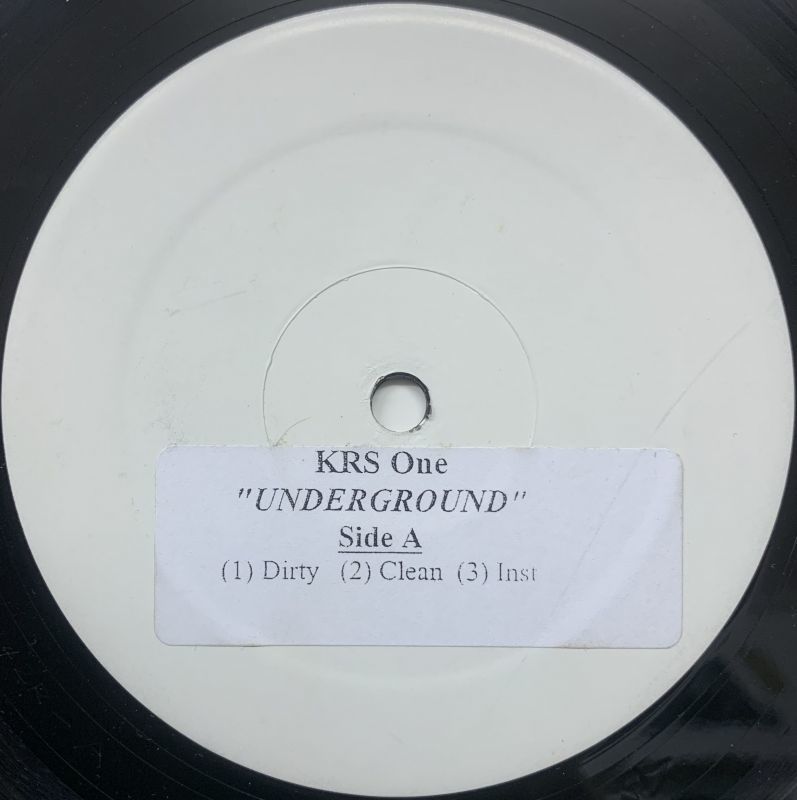 KRS One
"UNDERGROUND"
Side A
(1) Dirty (2) Clean (3) Inst